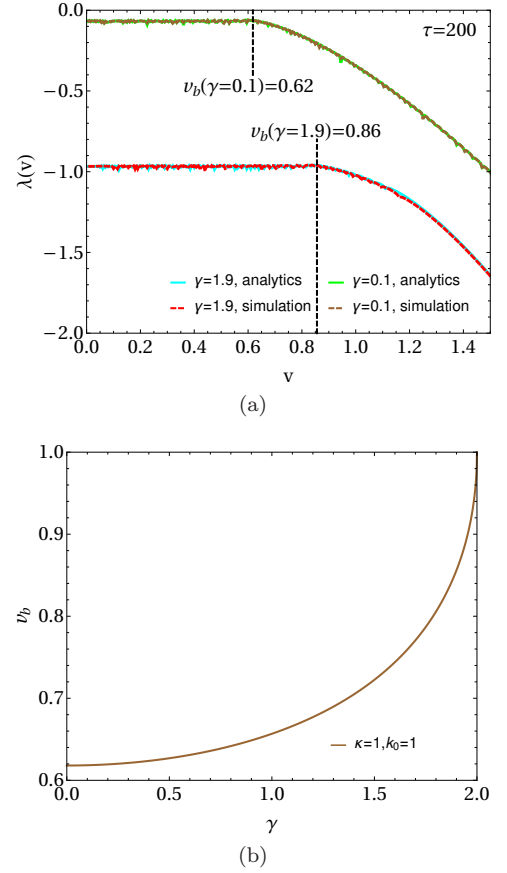 τ=200
0.0
−0.5
−1.0
−1.5
−2.0
λ(v)
v_b(γ=0.1)=0.62
v_b(γ=1.9)=0.86
γ=1.9, analytics γ=0.1, analytics
γ=1.9, simulation γ=0.1, simulation
0.0 0.2 0.4 0.6 0.8 1.0 1.2 1.4
v
(a)
1.0
0.9
0.8
0.7
0.6
v_b
κ=1,k_0=1
0.0 0.5 1.0 1.5 2.0
γ
(b)